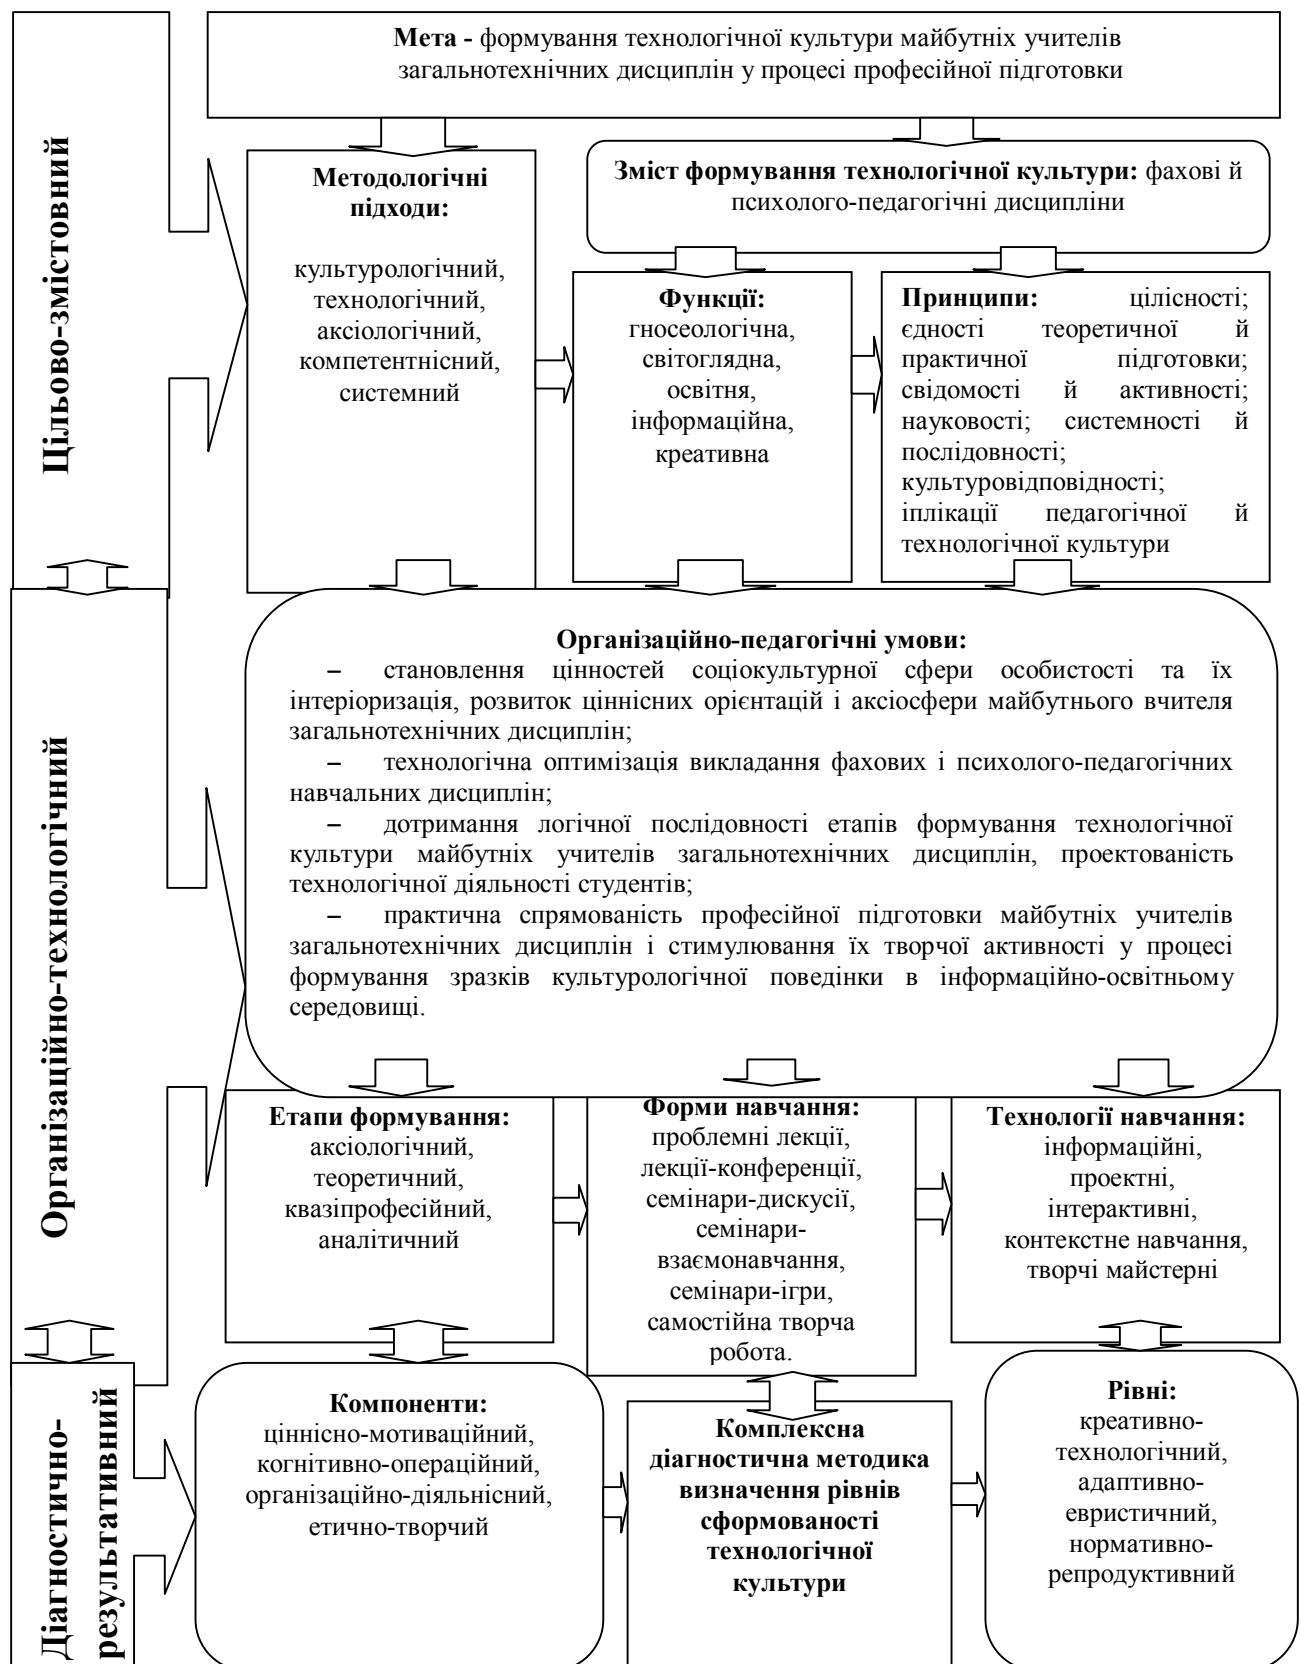 Цільово-змістовний
Мета - формування технологічної культури майбутніх учителів
загальнотехнічних дисциплін у процесі професійної підготовки
Методологічні
підходи:
культурологічний,
технологічний,
аксіологічний,
компетентнісний,
системний
Зміст формування технологічної культури: фахові й
психолого-педагогічні дисципліни
Функції:
гносеологічна,
світоглядна,
освітня,
інформаційна,
креативна
Принципи: цілісності;
єдності теоретичної й
практичної підготовки;
свідомості й активності;
науковості; системності й
послідовності;
культуровідповідності;
іплікації педагогічної й
технологічної культури
Організаційно-технологічний
Організаційно-педагогічні умови:
– становлення цінностей соціокультурної сфери особистості та їх
інтеріоризація, розвиток ціннісних орієнтацій і аксіосфери майбутнього вчителя
загальнотехнічних дисциплін;
– технологічна оптимізація викладання фахових і психолого-педагогічних
навчальних дисциплін;
– дотримання логічної послідовності етапів формування технологічної
культури майбутніх учителів загальнотехнічних дисциплін, проектованість
технологічної діяльності студентів;
– практична спрямованість професійної підготовки майбутніх учителів
загальнотехнічних дисциплін і стимулювання їх творчої активності у процесі
формування зразків культурологічної поведінки в інформаційно-освітньому
середовищі.
Етапи формування:
аксіологічний,
теоретичний,
квазіпрофесійний,
аналітичний
Форми навчання:
проблемні лекції,
лекції-конференції,
семінари-дискусії,
семінари-
взаємонавчання,
семінари-ігри,
самостійна творча
робота.
Технології навчання:
інформаційні,
проектні,
інтерактивні,
контекстне навчання,
творчі майстерні
Діагностично-
результативний
Компоненти:
ціннісно-мотиваційний,
когнітивно-операційний,
організаційно-діяльнісний,
етично-творчий
Комплексна
діагностична методика
визначення рівнів
сформованості
технологічної
культури
Рівні:
креативно-
технологічний,
адаптивно-
евристичний,
нормативно-
репродуктивний